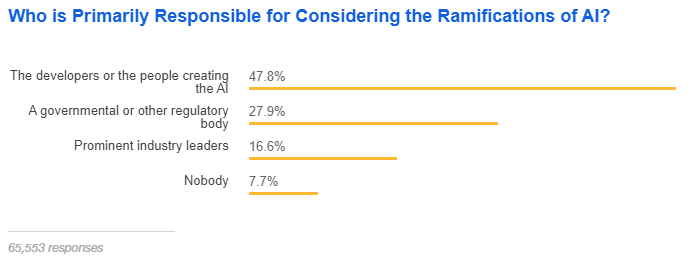 Who is Primarily Responsible for Considering the Ramifications of AI?
The developers or the people creating
the AI
47.8%
A governmental or other regulatory
body
27.9%
Prominent industry leaders
16.6%
Nobody
7.7%
65,553 responses